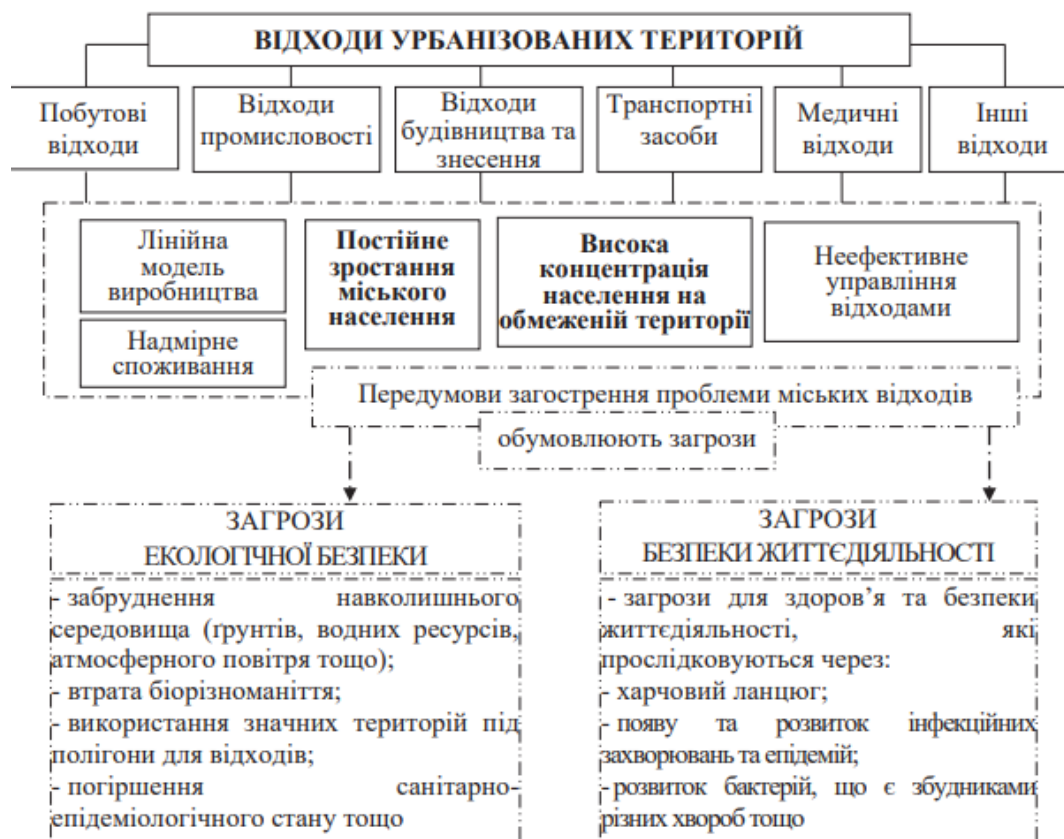 ВІДХОДИ УРБАНІЗОВАНИХ ТЕРИТОРІЙ
Побутові
відходи
Відходи
промисловості
Відходи
будівництва та
знесення
Транспортні
засоби
Медичні
відходи
Інші
відходи
Лінійна
модель
виробництва
Надмірне
споживання
Постійне
зростання
міського
населення
Висока
концентрація
населення на
обмеженій території
Неефективне
управління
відходами
Передумови загострення проблеми міських відходів
обумовлюють загрози
ЗАГРОЗИ
ЕКОЛОГІЧНОЇ БЕЗПЕКИ
- забруднення навколишнього
середовища (ґрунтів, водних ресурсів,
атмосферного повітря тощо);
- втрата біорізноманіття;
- використання значних територій під
полігони для відходів;
- погіршення санітарно-
епідеміологічного стану тощо
ЗАГРОЗИ
БЕЗПЕКИ ЖИТТЄДІЯЛЬНОСТІ
- загрози для здоров’я та безпеки
життєдіяльності, які
прослідковуються через:
- харчовий ланцюг;
- появу та розвиток інфекційних
захворювань та епідемій;
- розвиток бактерій, що є збудниками
різних хвороб тощо